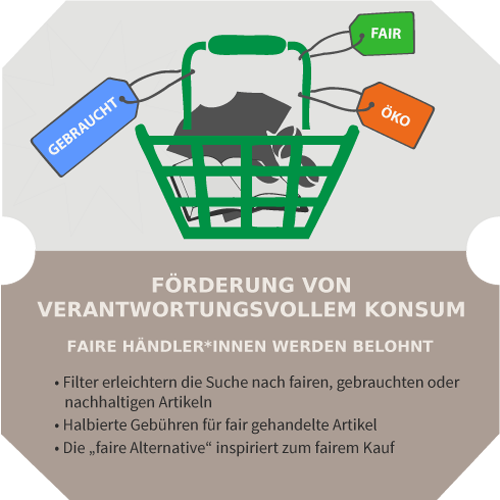 FAIR
GEBRAUCHT
ÖKO
FÖRDERUNG VON
VERANTWORTUNGSVOLLEM KONSUM
FAIRE HÄNDLER*INNEN WERDEN BELOHNT
• Filter erleichtern die Suche nach fairen, gebrauchten oder
nachhaltigen Artikeln
• Halbierte Gebühren für fair gehandelte Artikel
• Die „faire Alternative“ inspiriert zum fairem Kauf